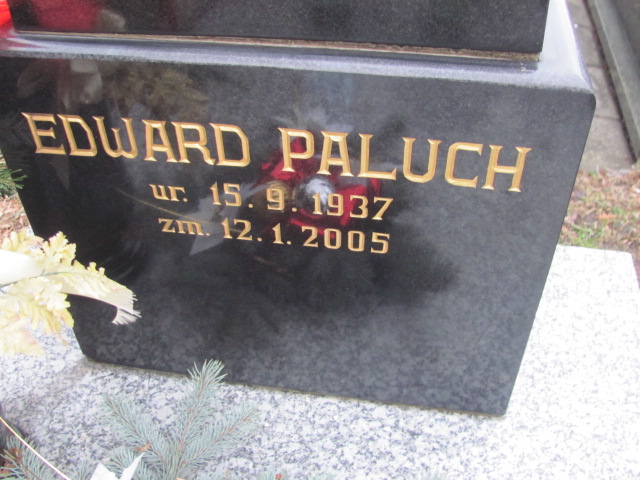 EDWARD PALUCH
ur. 15. 9. 1937
zm. 12. 1. 2005